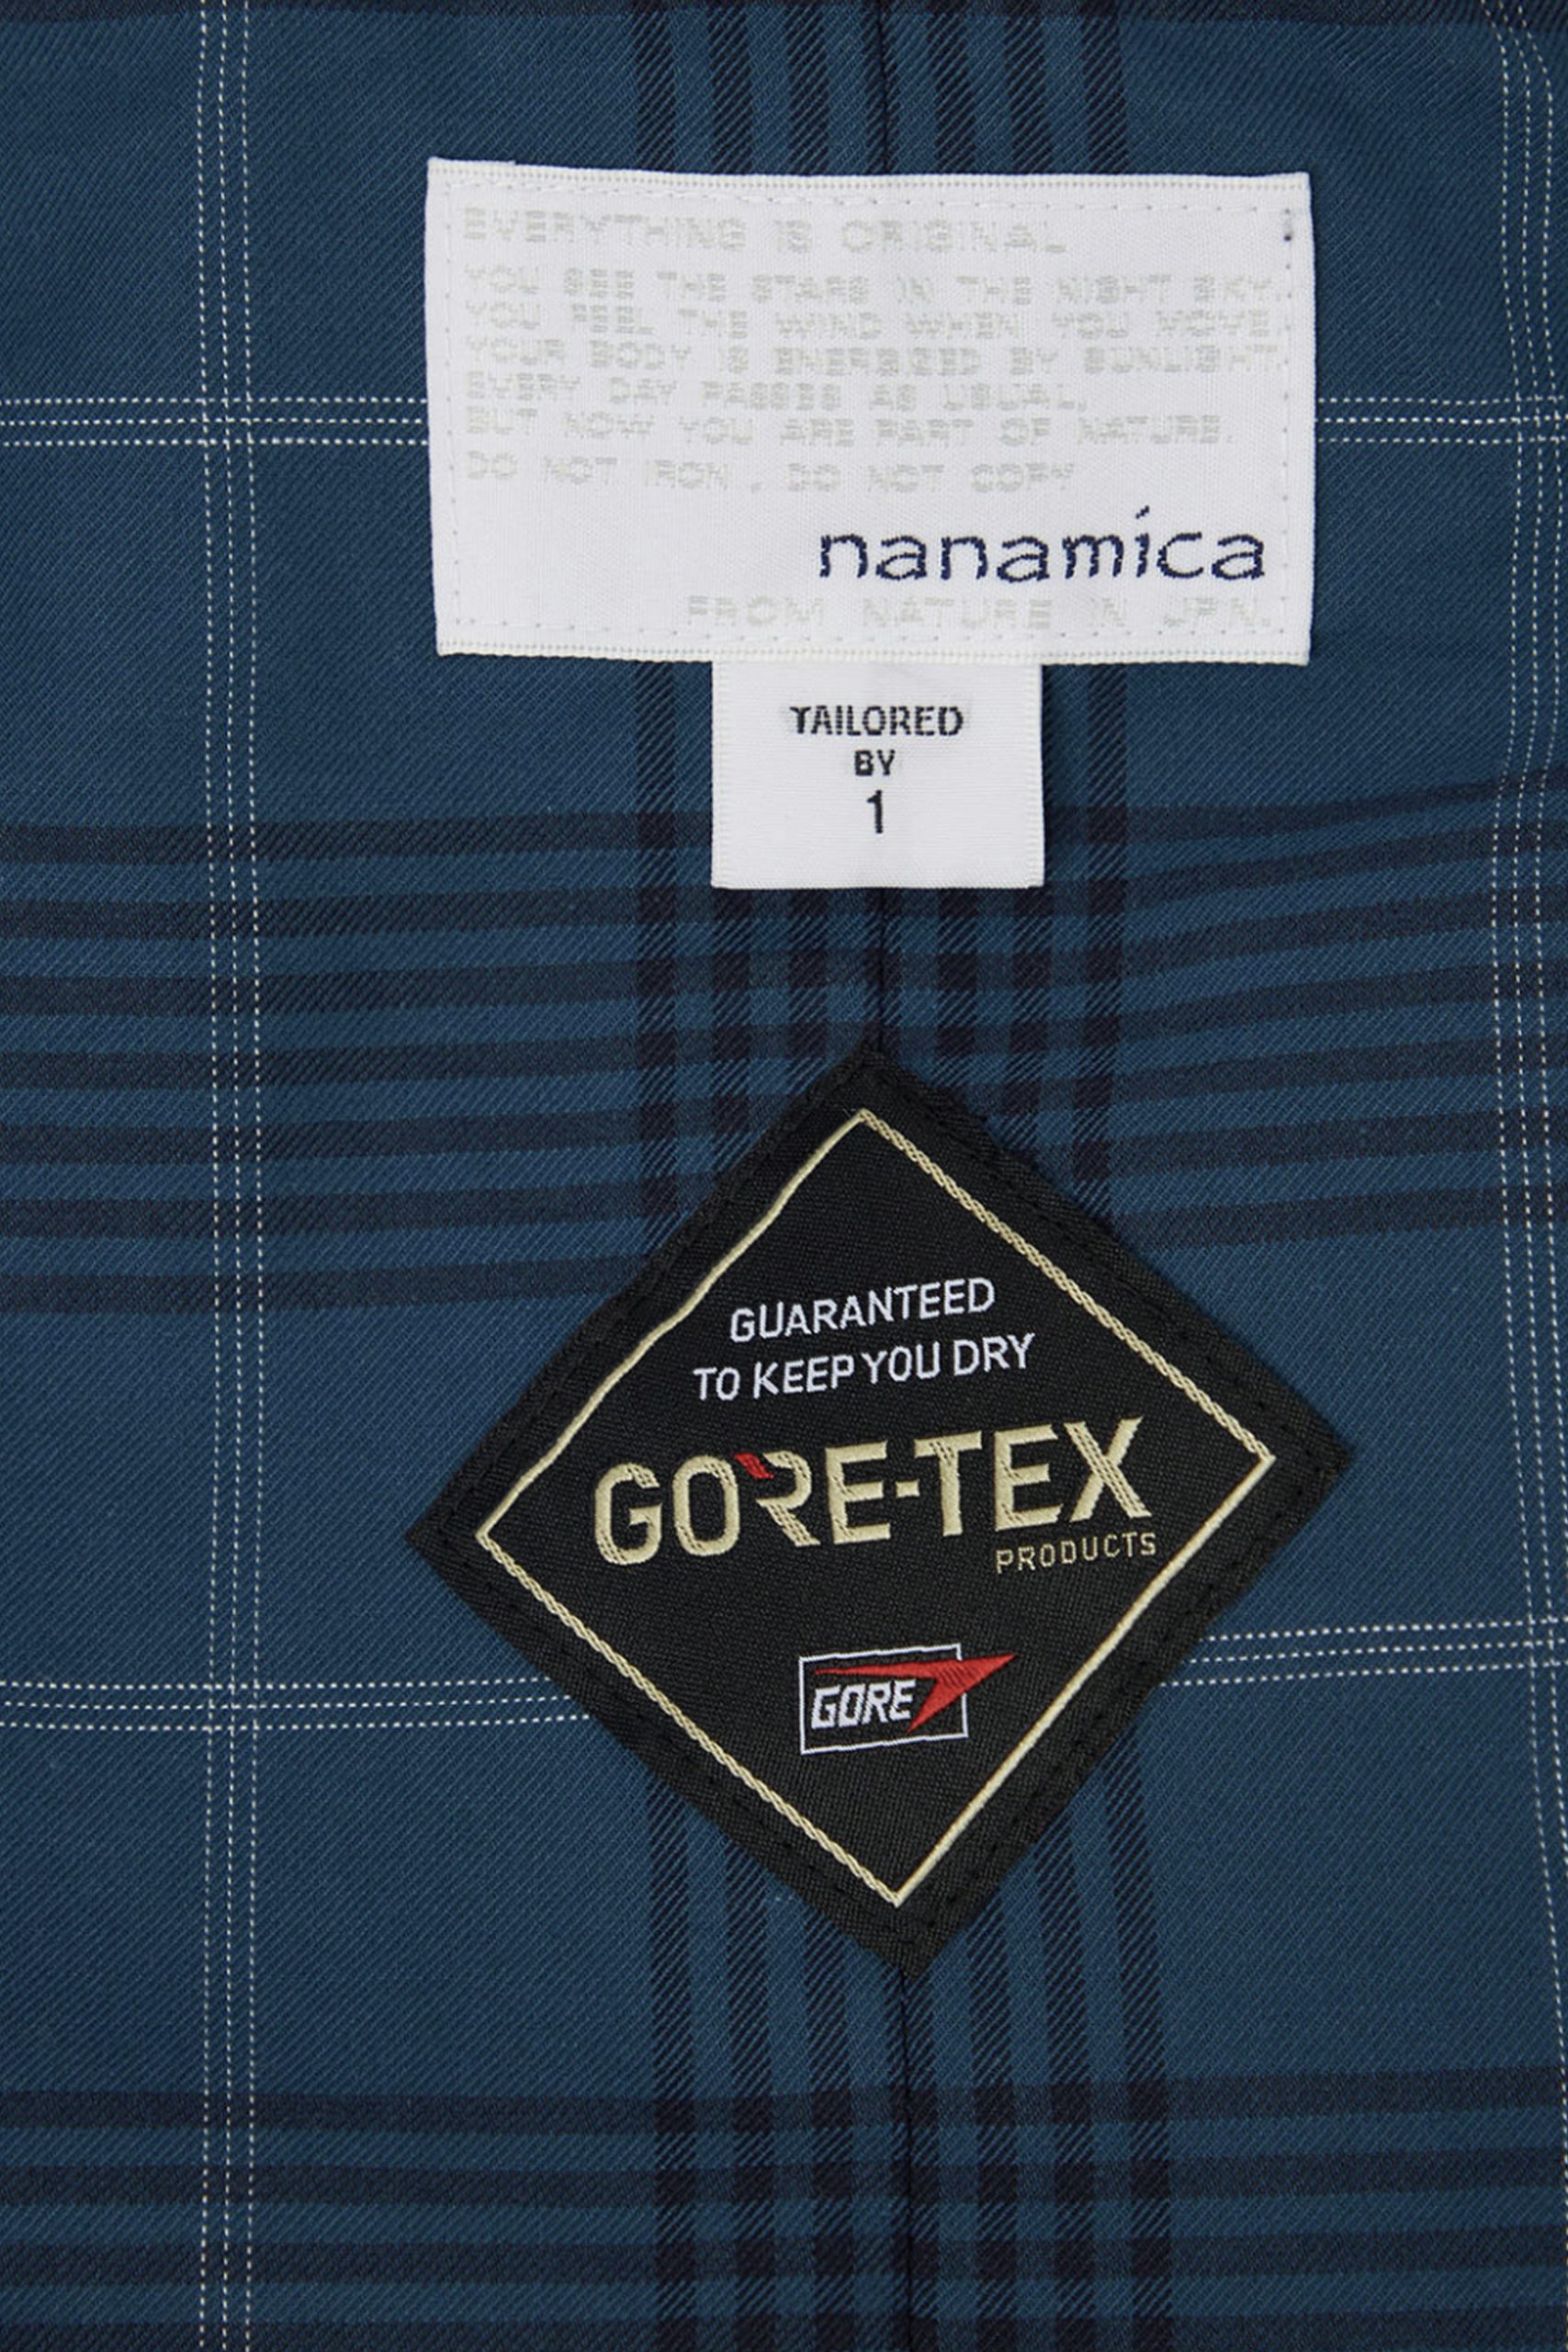 EVERYTHING IS ORIGINAL
YOU SEE THE STARS IN THE NIGHT SKY.
YOU FEEL THE WIND WHEN YOU MOVE.
YOUR BODY IS ENERGIZED BY SUNLIGHT.
EVERY DAY PASSES AS USUAL,
BUT NOW YOU ARE PART OF NATURE.
DO NOT IRON . DO NOT COPY
nanamíca
FROM NATURE IN JPN.
TAILORED
BY
1
GUARANTEED
TO KEEP YOU DRY
GORE-TEX
PRODUCTS
GORE